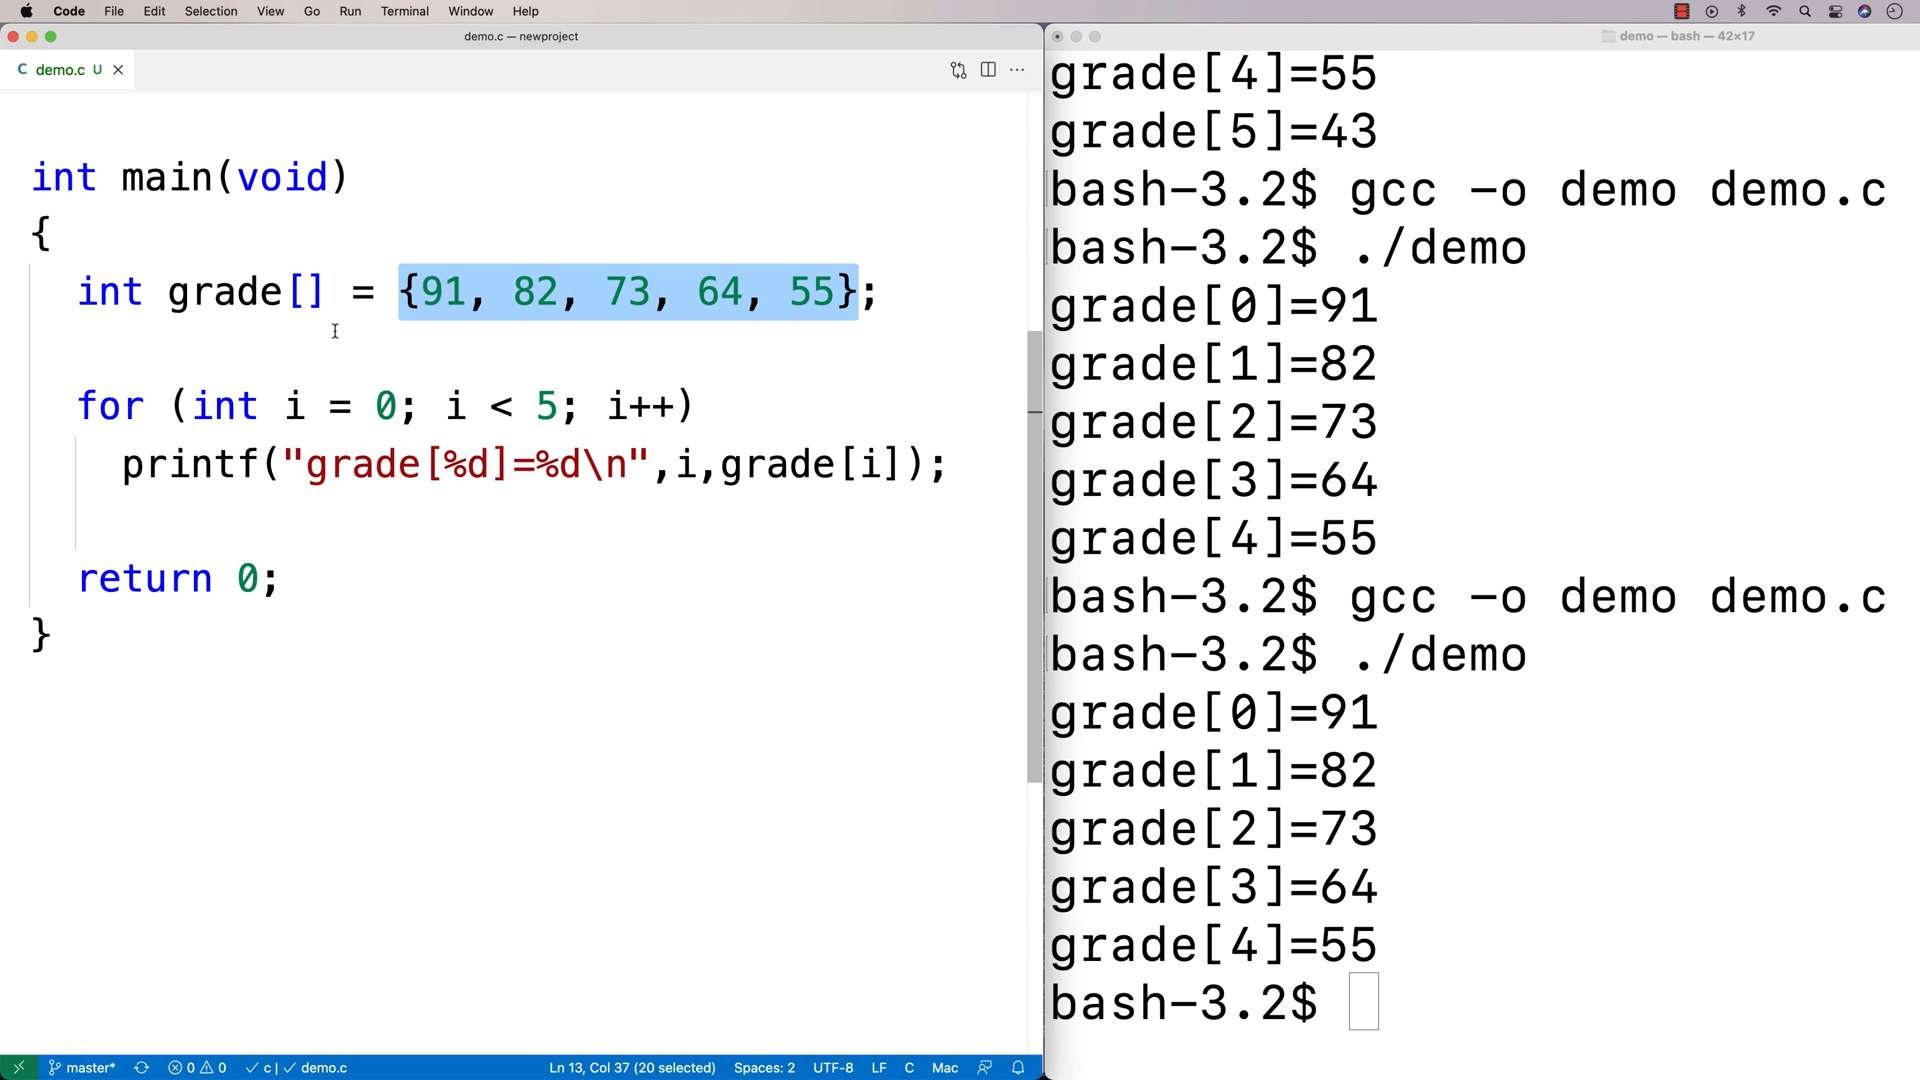 Code File Edit Selection View Go Run Terminal Window Help
demo.c — newproject
C demo.c U
int main(void)
{
int grade[] = {91, 82, 73, 64, 55};
for (int i = 0; i < 5; i++)
printf("grade[%d]=%d\n",i,grade[i]);
return 0;
}
master* 0 0 c | demo.c Ln 13, Col 37 (20 selected) Spaces: 2 UTF-8 LF C Mac
demo — bash — 42×17
grade[4]=55
grade[5]=43
bash-3.2$ gcc -o demo demo.c
bash-3.2$ ./demo
grade[0]=91
grade[1]=82
grade[2]=73
grade[3]=64
grade[4]=55
bash-3.2$ gcc -o demo demo.c
bash-3.2$ ./demo
grade[0]=91
grade[1]=82
grade[2]=73
grade[3]=64
grade[4]=55
bash-3.2$